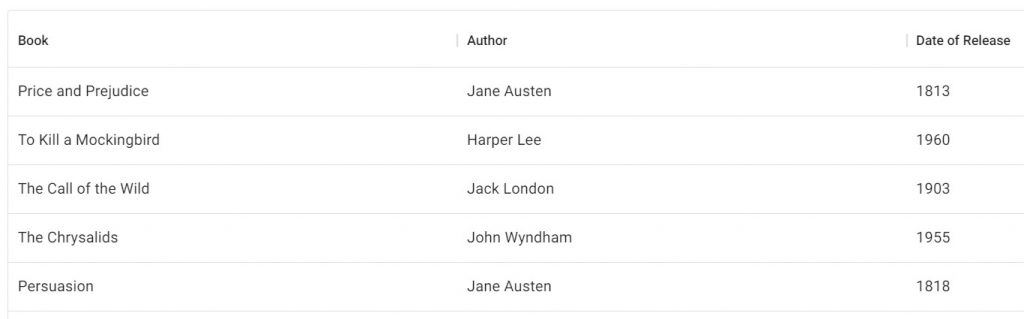 Book Author Date of Release
Price and Prejudice Jane Austen 1813
To Kill a Mockingbird Harper Lee 1960
The Call of the Wild Jack London 1903
The Chrysalids John Wyndham 1955
Persuasion Jane Austen 1818